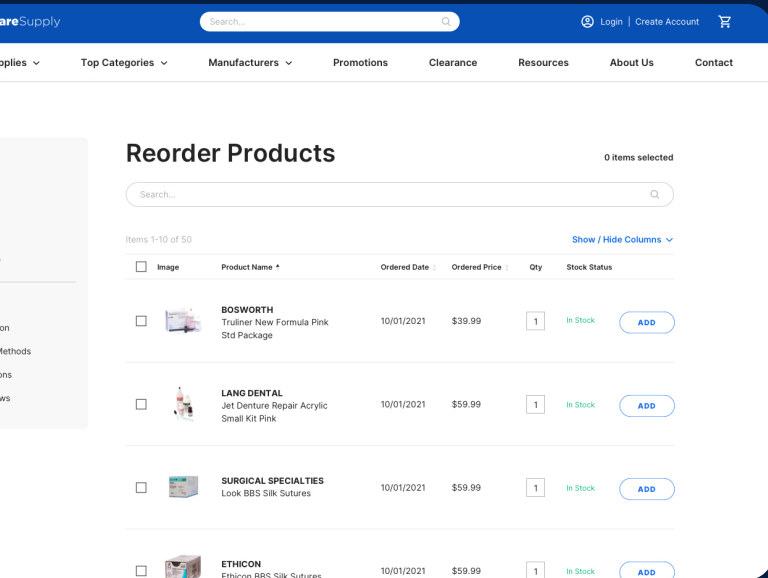 areSupply
Search...
Login | Create Account
pplies
Top Categories
Manufacturers
Promotions
Clearance
Resources
About Us
Contact
Reorder Products
0 items selected
Search...
Items 1-10 of 50
Show / Hide Columns
Image Product Name Ordered Date Ordered Price Qty Stock Status
on
Methods
ons
ws
BOSWORTH
Truliner New Formula Pink
Std Package
10/01/2021 $39.99 1 In Stock ADD
LANG DENTAL
Jet Denture Repair Acrylic
Small Kit Pink
10/01/2021 $59.99 1 In Stock ADD
SURGICAL SPECIALTIES
Look BBS Silk Sutures
10/01/2021 $59.99 1 In Stock ADD
ETHICON
Ethicon BBS Silk Sutures
10/01/2021 $59.99 1 In Stock ADD